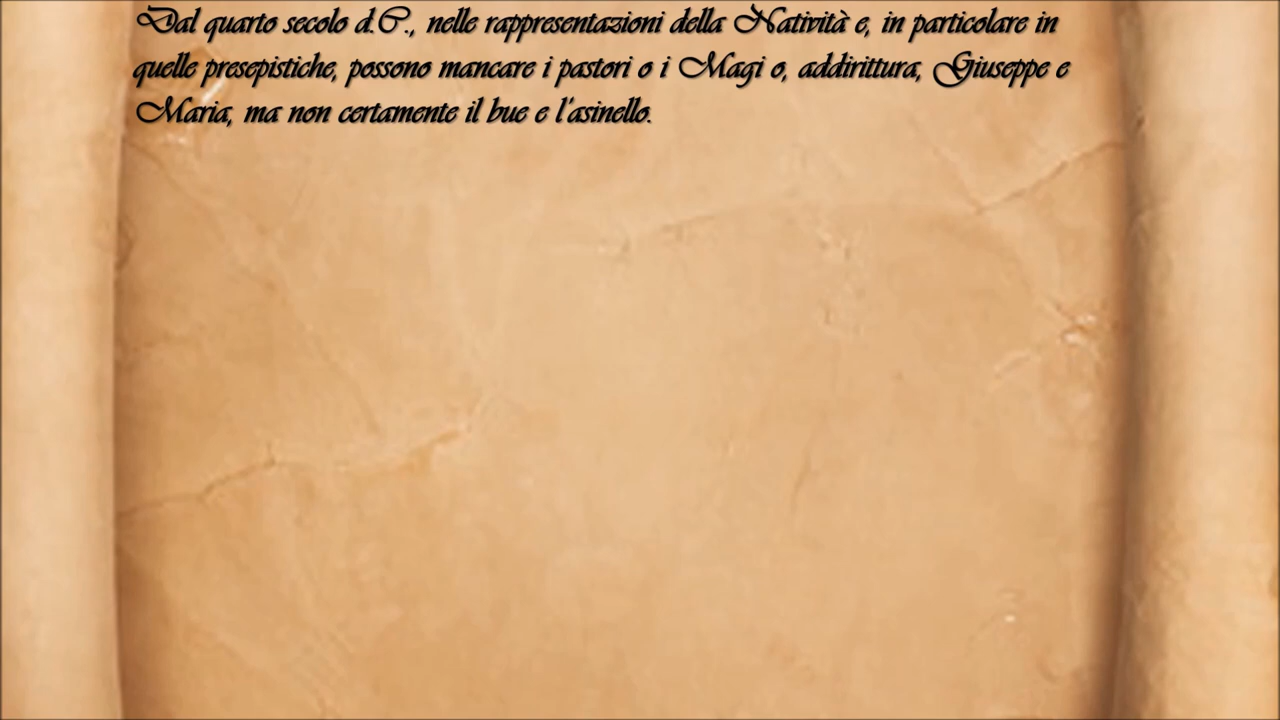 Dal quarto secolo d.C., nelle rappresentazioni della Natività e, in particolare in
quelle presepistiche, possono mancare i pastori o i Magi o, addirittura, Giuseppe e
Maria, ma non certamente il bue e l'asinello.